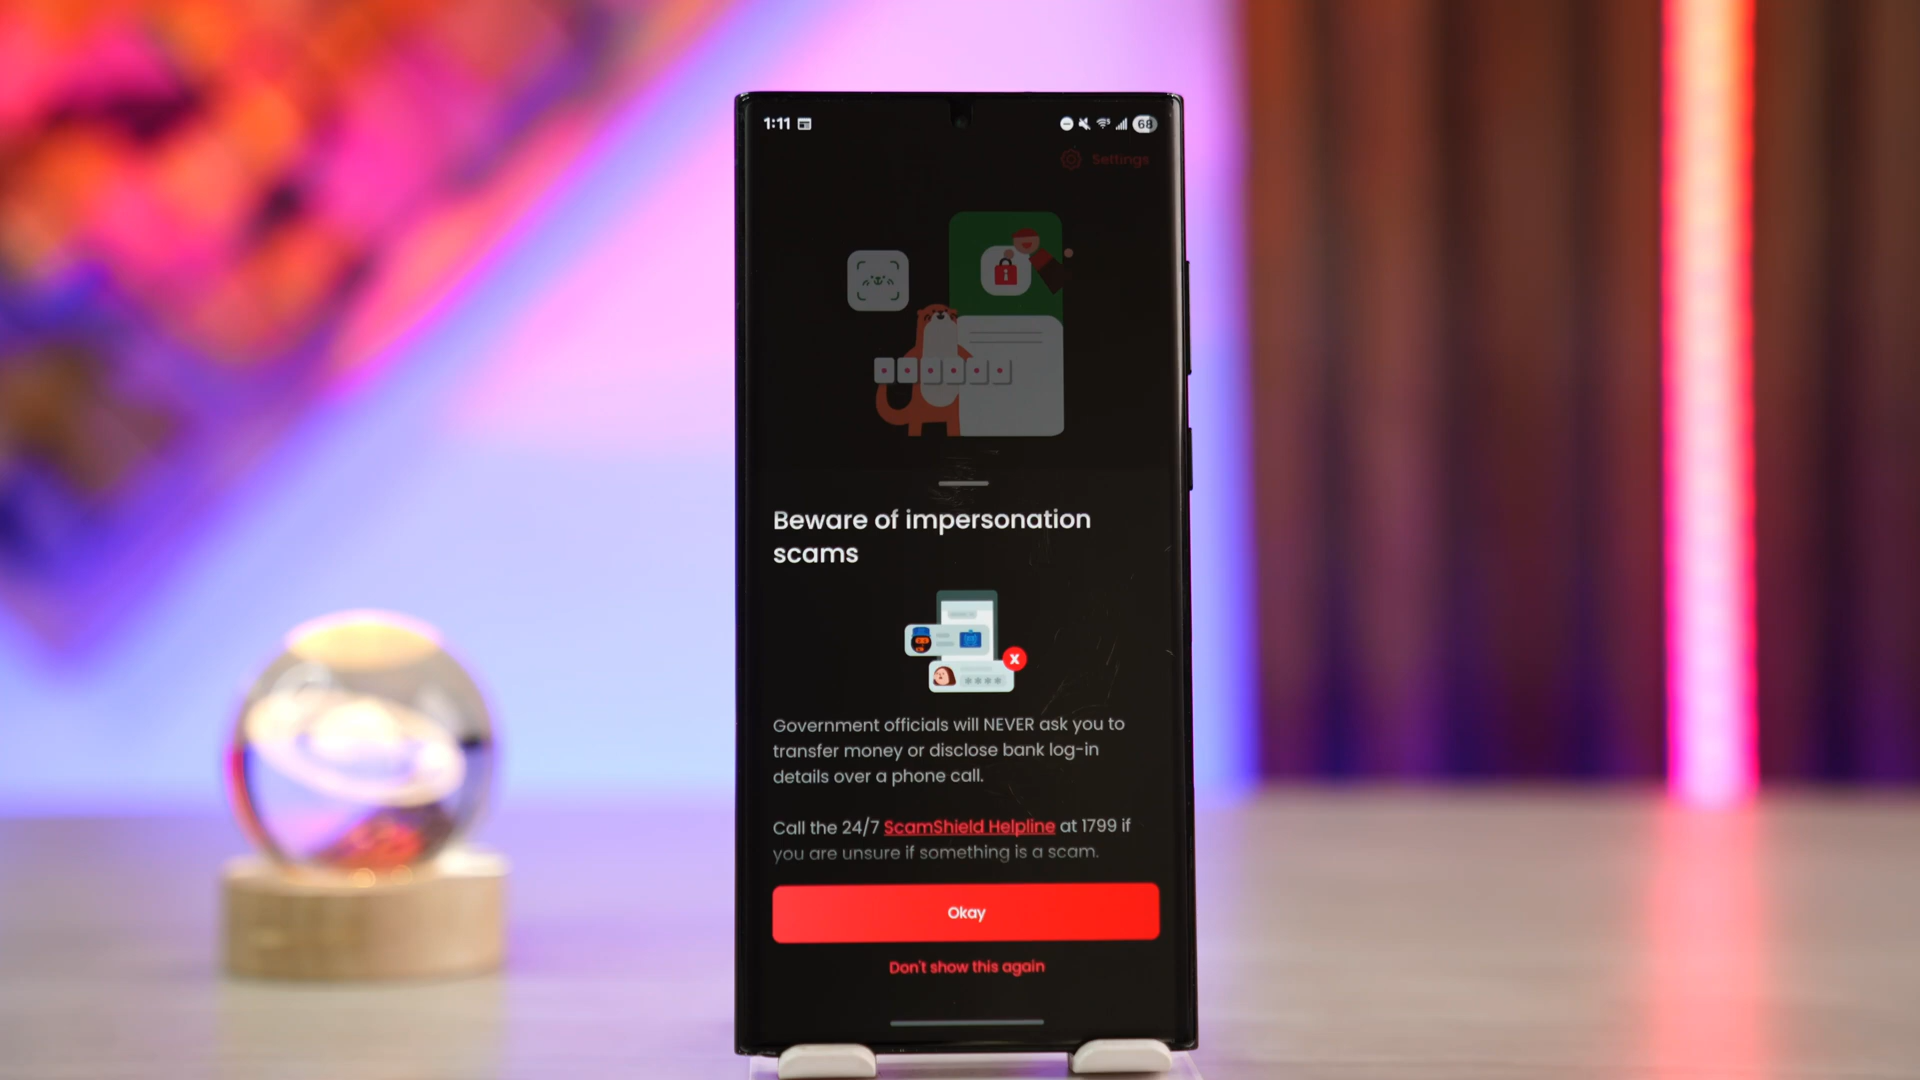 1:11
68
Settings
Beware of impersonation
scams
x
Government officials will NEVER ask you to
transfer money or disclose bank log-in
details over a phone call.
Call the 24/7 ScamShield Helpline at 1799 if
you are unsure if something is a scam.
Okay
Don't show this again